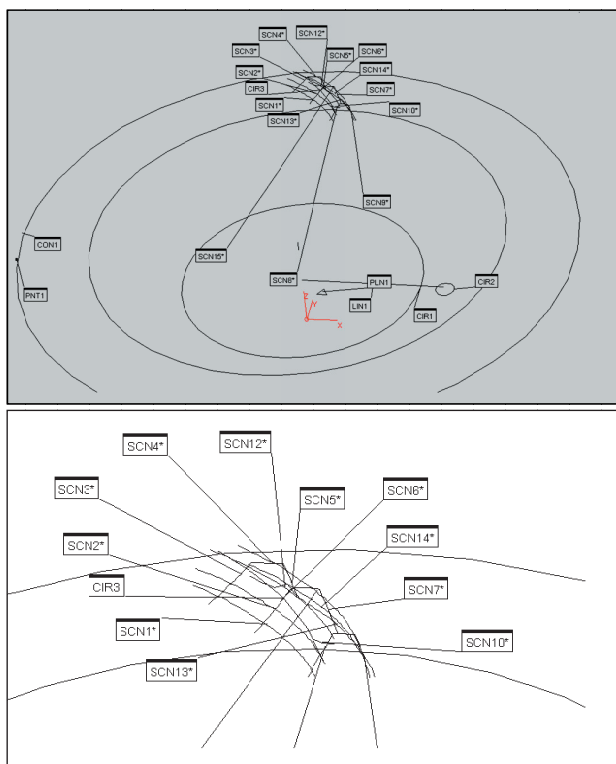 SCN4*
SCN12*
SCN3*
SCN5*
SCN6*
SCN2*
SCN14*
CIR3
SCN7*
SCN1*
SCN10*
SCN13*
SCN9*
CON1
SCN15*
SCN8*
PLN1
CIR2
PNT1
LIN1
CIR1
Z
Y
X
SCN4*
SCN12*
SCN3*
SCN6*
SCN5*
SCN2*
SCN14*
CIR3
SCN7*
SCN1*
SCN10*
SCN13*